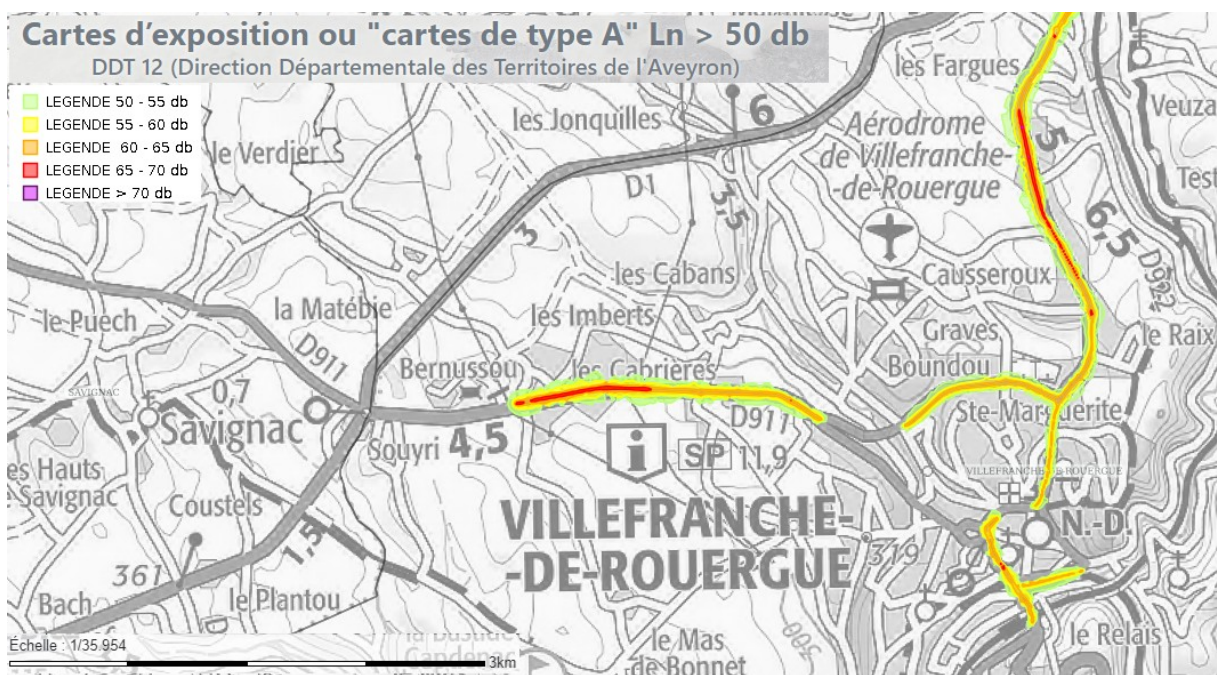 Cartes d'exposition ou "cartes de type A" Ln > 50 db
DDT 12 (Direction Départementale des Territoires de l'Aveyron)
LEGENDE 50 - 55 db
LEGENDE 55 - 60 db
LEGENDE 60 - 65 db
LEGENDE 65 - 70 db
LEGENDE > 70 db
les Fargues
Veuza
les Jonquilles
6
Aérodrome
de Villefranche-
-de-Rouergue
5
le Verdier
D1
3,5
Test
6,5
3
les Cabans
Causseroux
D922
la Matébie
le Puech
les Imberts
Graves
le Raix
D911
Bernussou
les Cabrières
Boundou
SAVIGNAC
0,7
D911
Ste-Marguerite
Savignac
Souyri
4,5
i
SP
11,9
es Hauts
Savignac
VILLEFRANCHE DE ROUERGUE
Coustels
VILLEFRANCHE-
-DE-ROUERGUE
N.-D.
319
1,5
361
Bach
le Plantou
D
le Relais
le Mas
de Bonnet
500
Échelle : 1/35.954
3km